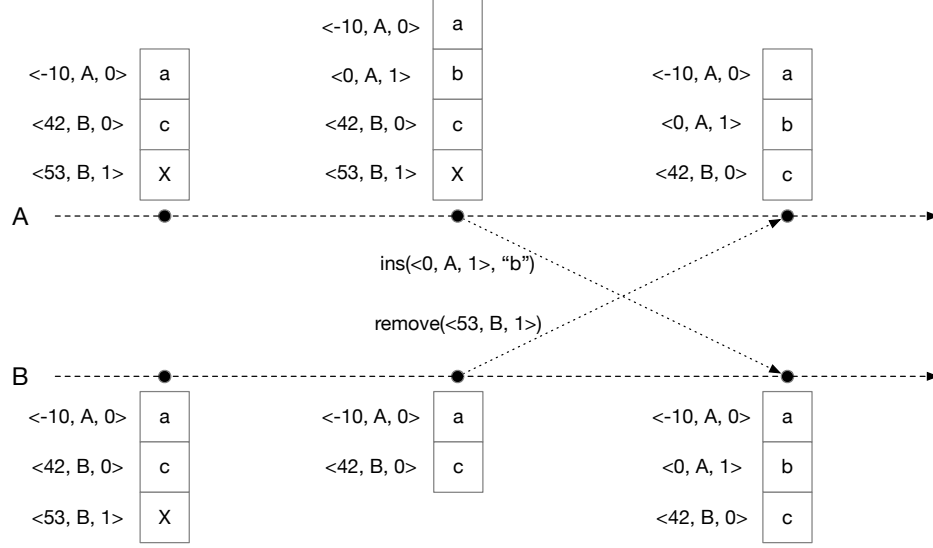 <-10, A, 0> a
<0, A, 1> b
<42, B, 0> c
<53, B, 1> X
<-10, A, 0> a
<42, B, 0> c
<53, B, 1> X
<-10, A, 0> a
<0, A, 1> b
<42, B, 0> c
A
ins(<0, A, 1>, “b”)
remove(<53, B, 1>)
B
<-10, A, 0> a
<42, B, 0> c
<53, B, 1> X
<-10, A, 0> a
<42, B, 0> c
<-10, A, 0> a
<0, A, 1> b
<42, B, 0> c